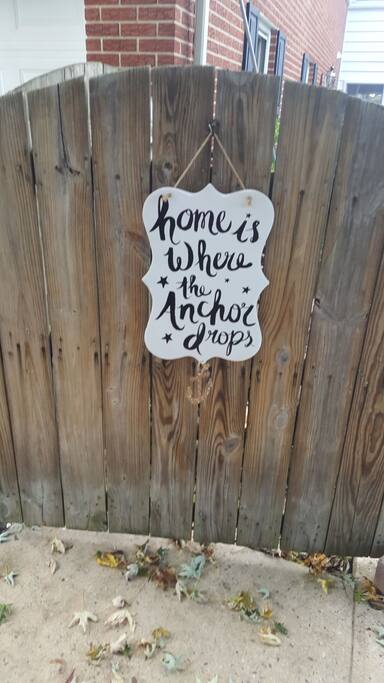 home is
Where
the
Anchor
drops